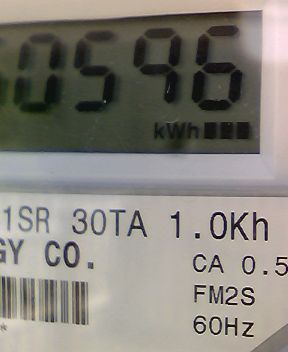 0596
kWh
1SR 30TA 1.0Kh
GY CO.
CA 0.5
FM2S
60Hz